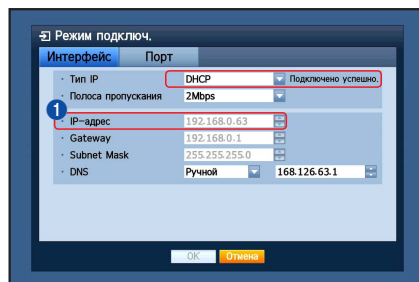 Режим подключ.
Интерфейс Порт
· Тип IP DHCP Подключено успешно.
· Полоса пропускания 2Mbps
1
· IP-адрес 192.168.0.63
· Gateway 192.168.0.1
· Subnet Mask 255.255.255.0
· DNS Ручной 168.126.63.1
OK Отмена